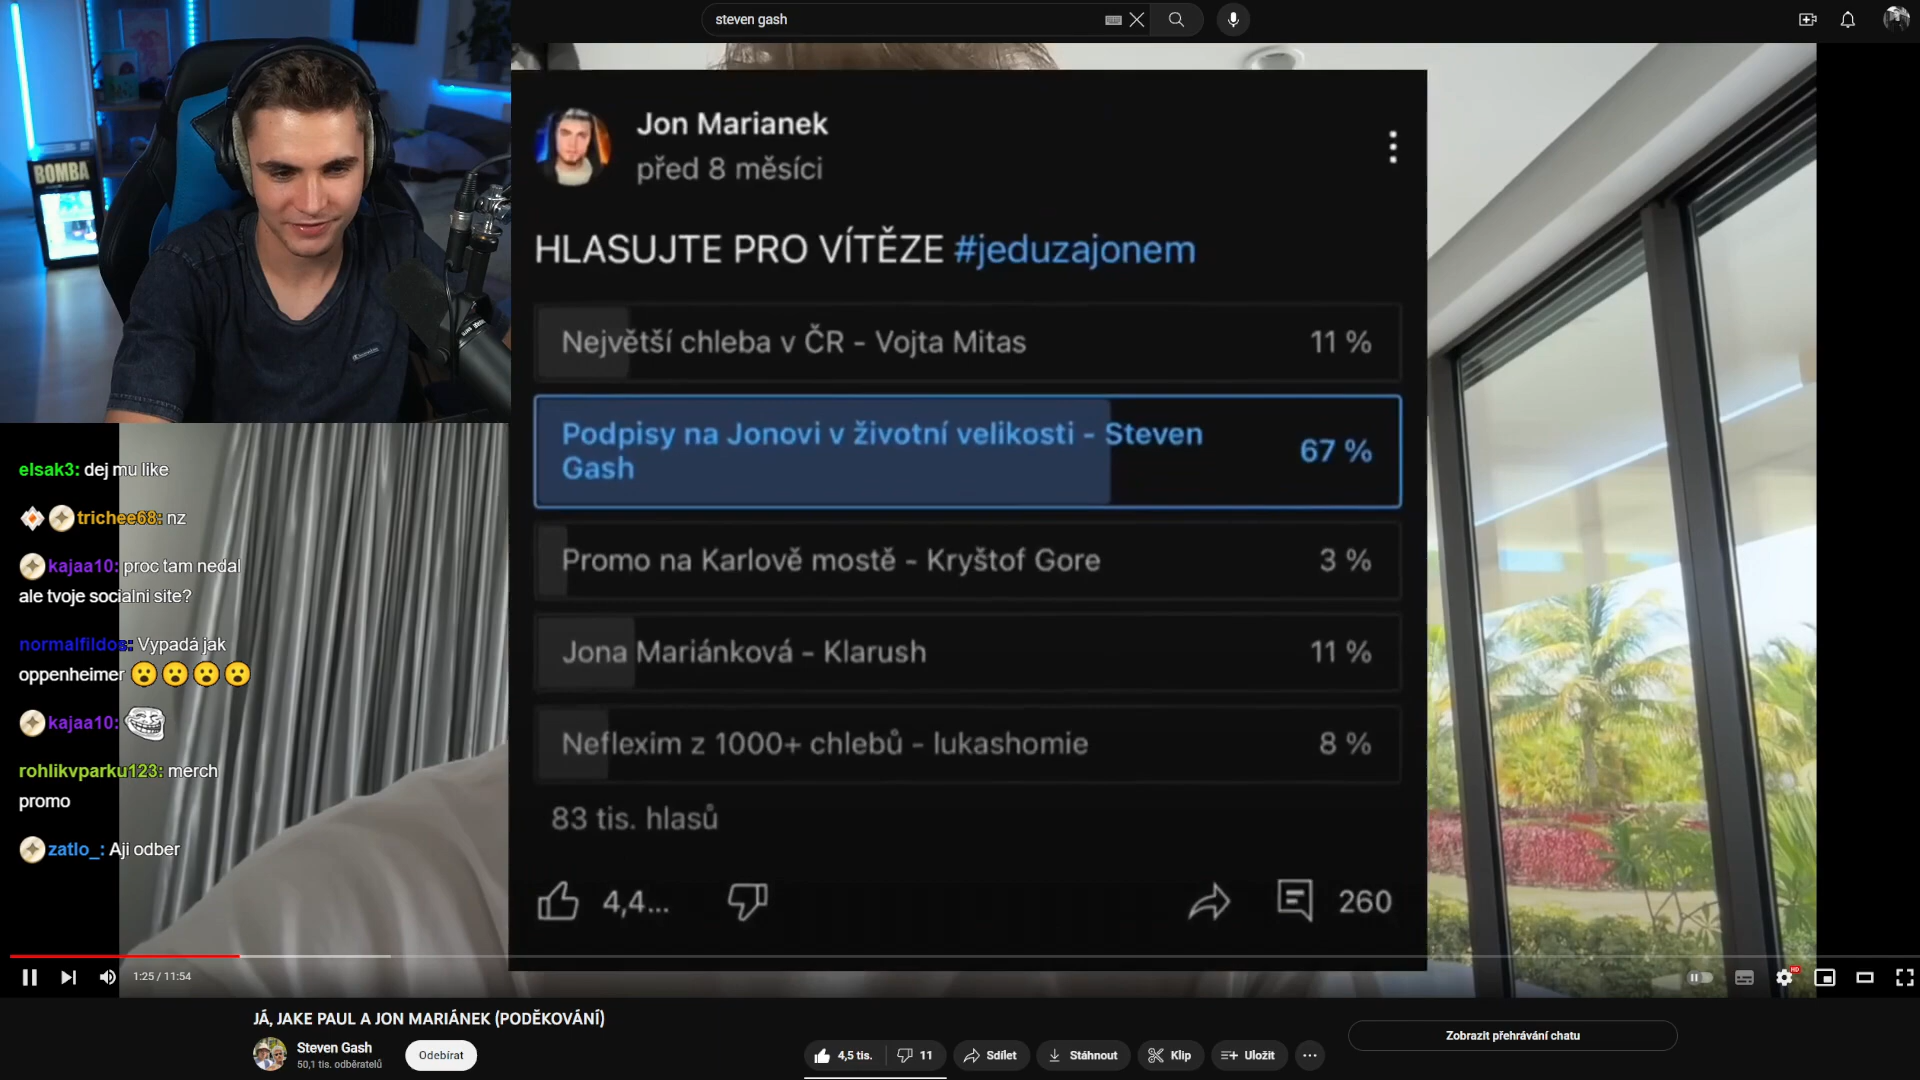 steven gash
BOMBA
Jon Marianek
před 8 měsíci
HLASUJTE PRO VÍTĚZE #jeduzajonem
Největší chleba v ČR - Vojta Mitas 11 %
Podpisy na Jonovi v životní velikosti - Steven
Gash 67 %
Promo na Karlově mostě - Kryštof Gore 3 %
Jona Mariánková - Klarush 11 %
Neflexim z 1000+ chlebů - lukashomie 8 %
83 tis. hlasů
4,4... 260
elsak3: dej mu like
trichee68: nz
kajaa10: proc tam nedal
ale tvoje socialni site?
normalfildos: Vypadá jak
oppenheimer 😮 😮 😮 😮
kajaa10:
rohlikvparku123: merch
promo
zatlo_: Aji odber
1:25 / 11:54
HD
JÁ, JAKE PAUL A JON MARIÁNEK (PODĚKOVÁNÍ)
Steven Gash
50,1 tis. odběratelů
Odebírat
4,5 tis. 11 Sdílet Stáhnout Klip Uložit ...
Zobrazit přehrávání chatu